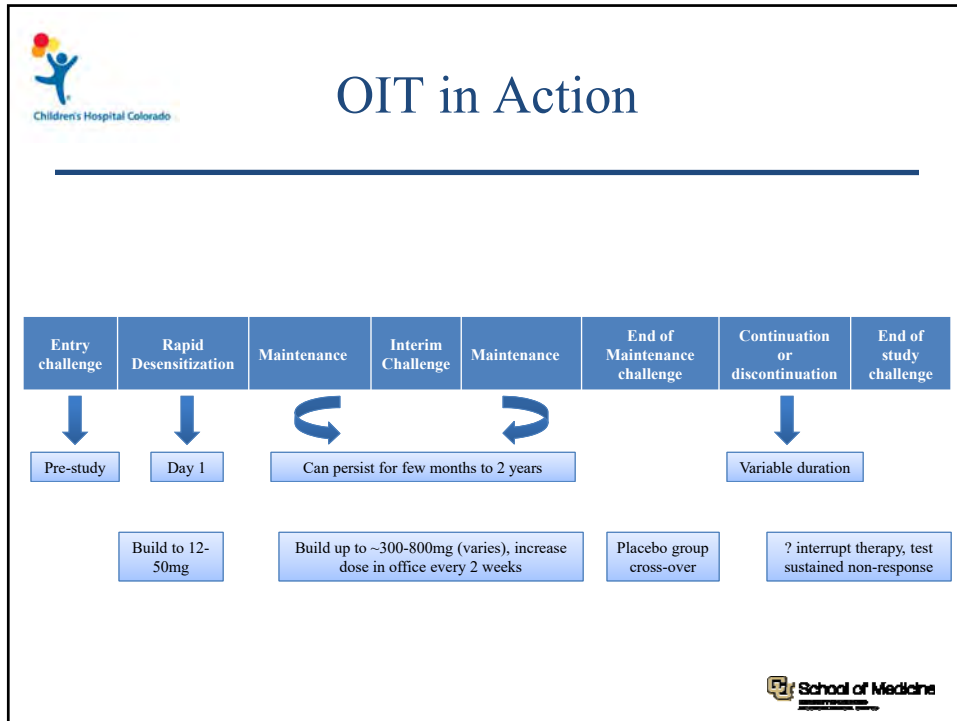 Children's Hospital Colorado
OIT in Action
Entry
challenge
Rapid
Desensitization
Maintenance
Interim
Challenge
Maintenance
End of
Maintenance
challenge
Continuation
or
discontinuation
End of
study
challenge
Pre-study
Day 1
Can persist for few months to 2 years
Variable duration
Build to 12-
50mg
Build up to ~300-800mg (varies), increase
dose in office every 2 weeks
Placebo group
cross-over
? interrupt therapy, test
sustained non-response
School of Medicine